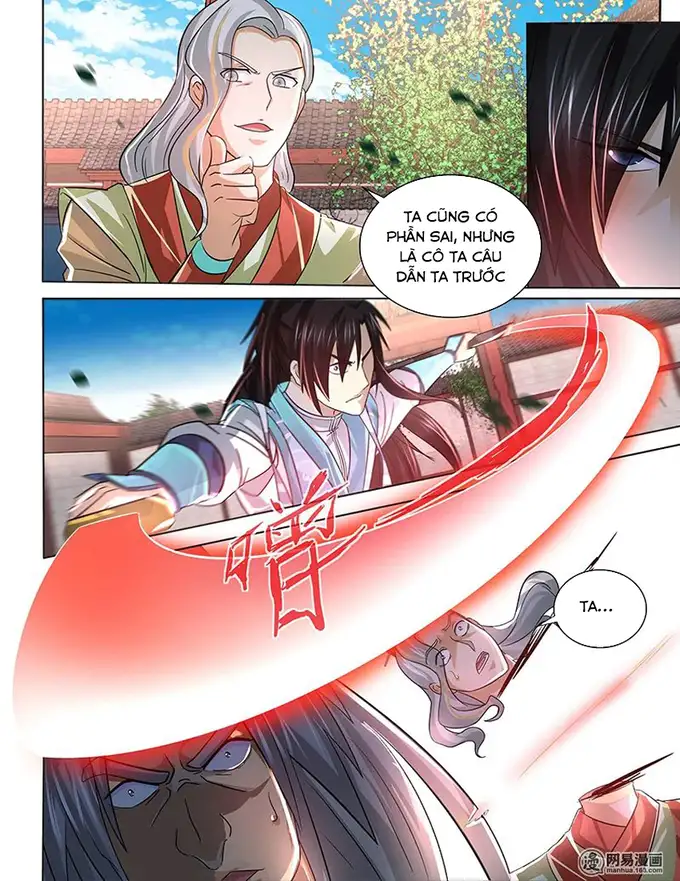 TA CŨNG CÓ
PHẦN SAI, NHƯNG
LÀ CÔ TA CÂU
DẪN TA TRƯỚC
噌
TA...
网易漫画
manhua.163.com